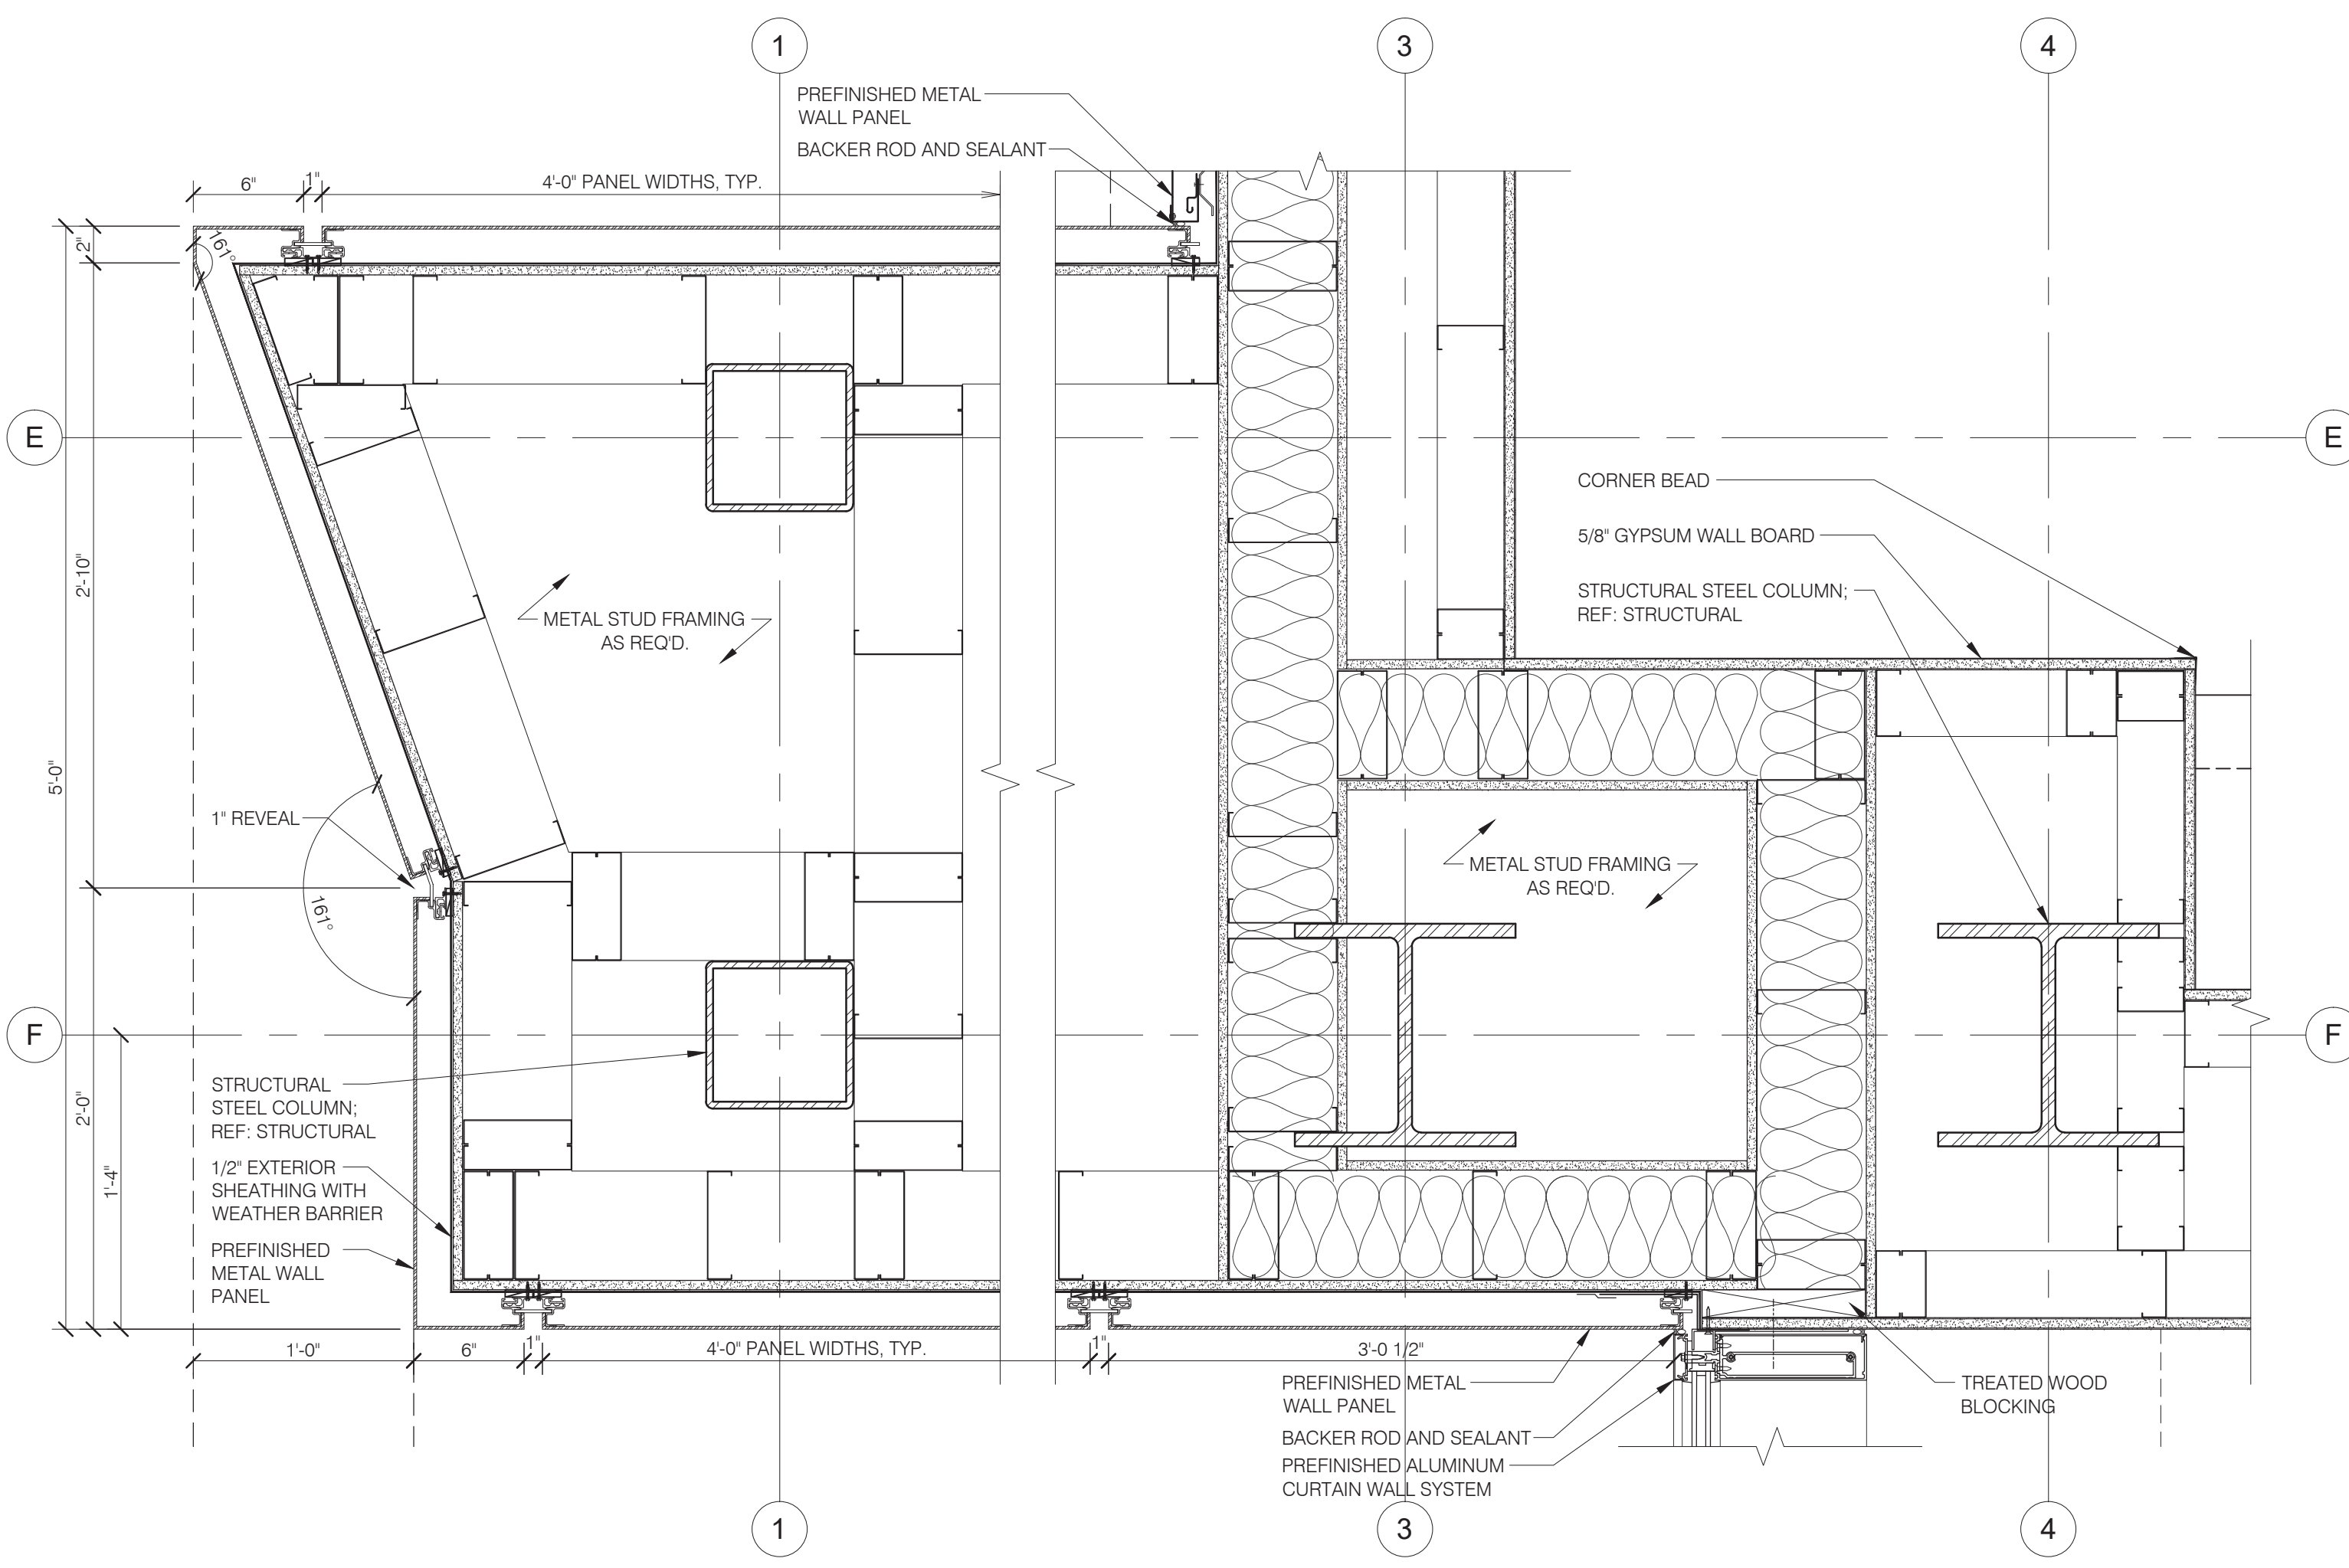 1
3
4
PREFINISHED METAL
WALL PANEL
BACKER ROD AND SEALANT
6"
1"
4'-0" PANEL WIDTHS, TYP.
2"
161°
E
E
CORNER BEAD
5/8" GYPSUM WALL BOARD
STRUCTURAL STEEL COLUMN;
REF: STRUCTURAL
2'-10"
METAL STUD FRAMING
AS REQ'D.
5'-0"
1" REVEAL
METAL STUD FRAMING
AS REQ'D.
161°
F
F
STRUCTURAL
STEEL COLUMN;
REF: STRUCTURAL
2'-0"
1'-4"
1/2" EXTERIOR
SHEATHING WITH
WEATHER BARRIER
PREFINISHED
METAL WALL
PANEL
1'-0"
6"
1"
4'-0" PANEL WIDTHS, TYP.
1"
3'-0 1/2"
PREFINISHED METAL
WALL PANEL
BACKER ROD AND SEALANT
PREFINISHED ALUMINUM
CURTAIN WALL SYSTEM
TREATED WOOD
BLOCKING
1
3
4